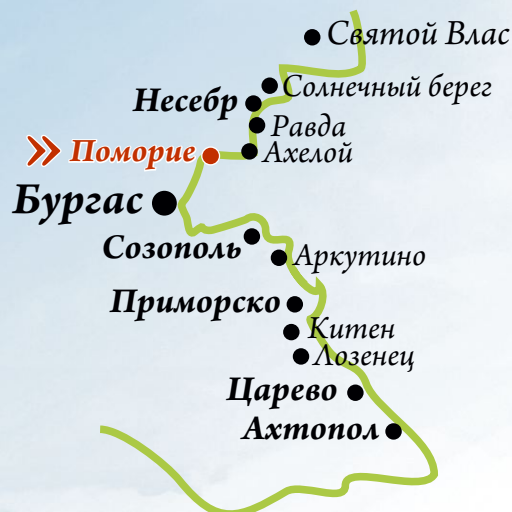 Святой Влас
Солнечный берег
Несебр
Равда
Ахелой
» Поморие
Бургас
Созополь
Аркутино
Приморско
Китен
Лозенец
Царево
Ахтопол